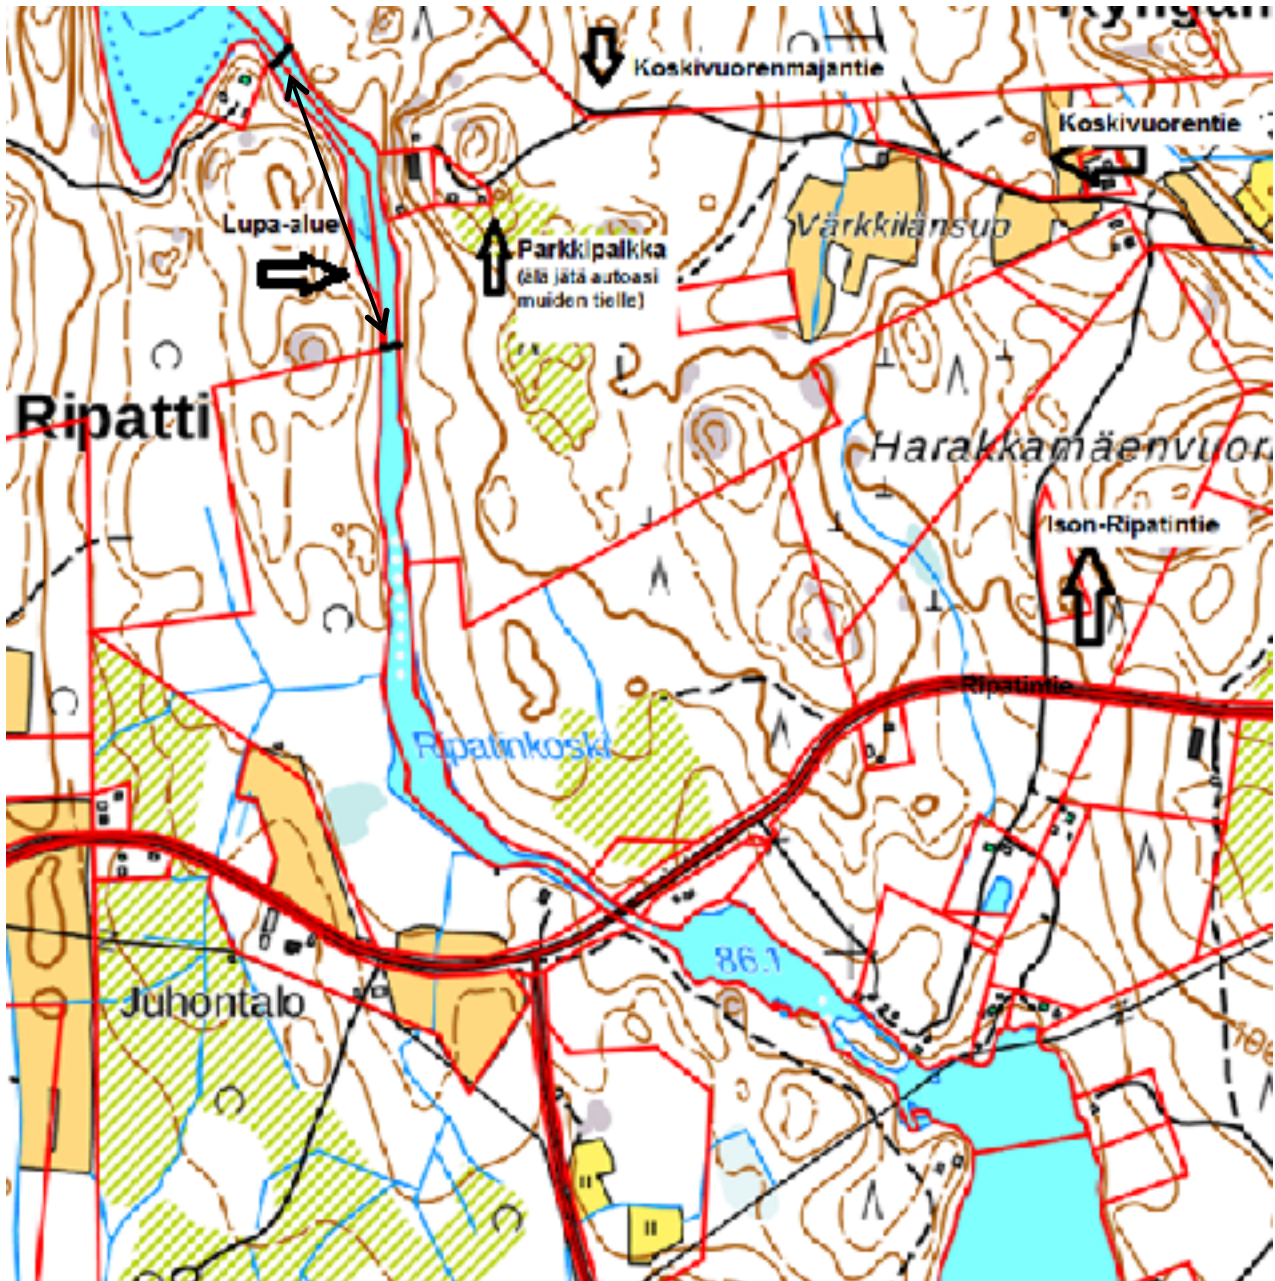 Koskivuorenmajantie
Koskivuorentie
Lupa-alue
Parkkipaikka
(älä jätä autoasi
muiden tielle)
Värkkilänsuo
Ripatti
Harakkamäenvuori
Ison-Ripatintie
Ripatintie
Ripatinkoski
86.1
Juhontalo